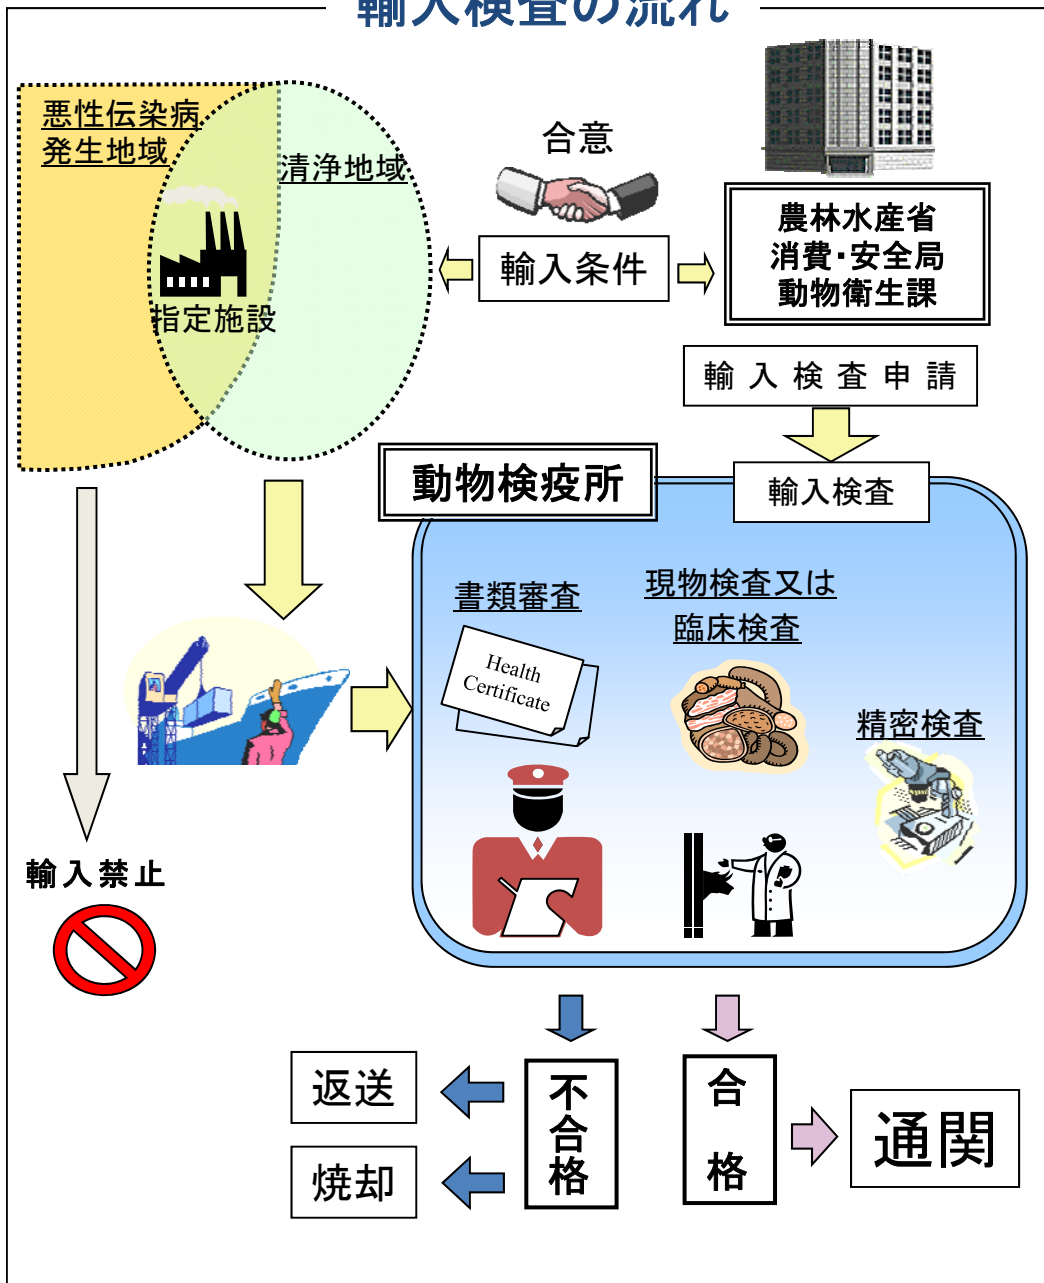 輸入検査の流れ
悪性伝染病
発生地域
清浄地域
指定施設
合意
輸入条件
農林水産省
消費・安全局
動物衛生課
輸入検査申請
動物検疫所
輸入検査
書類審査
現物検査又は
臨床検査
Health
Certificate
精密検査
輸入禁止
返送
焼却
不合格
合格
通関